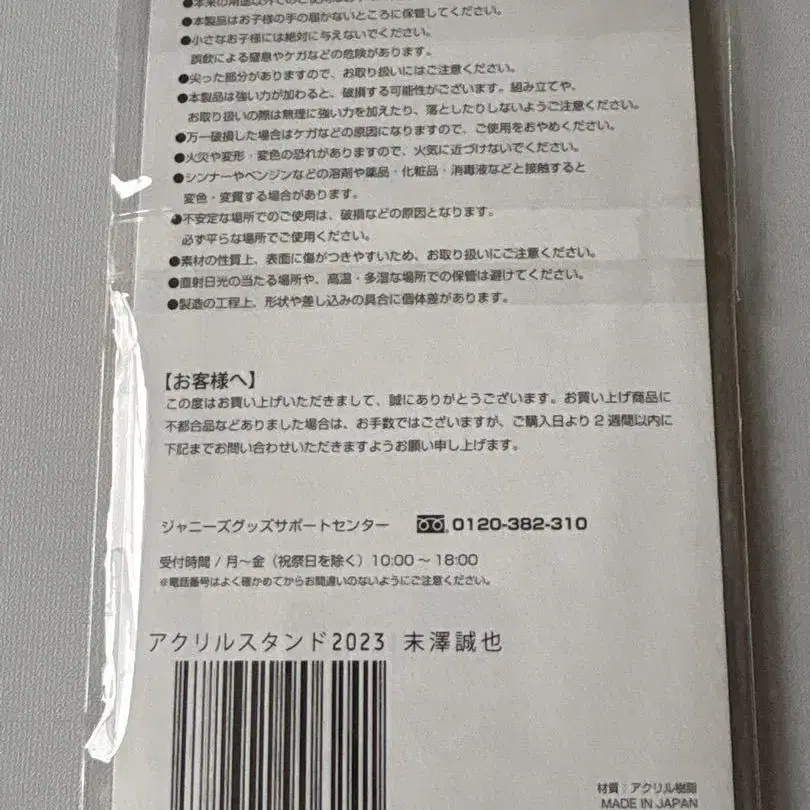 ●本来の用途以外でのご使用は
●本製品はお子様の手の届かないところに保管してください。
●小さなお子様には絶対に与えないでください。
誤飲による窒息やケガなどの危険があります。
●尖った部分がありますので、お取り扱いにはご注意ください。
●本製品は強い力が加わると、破損する可能性がございます。組み立てや、
お取り扱いの際は無理に強い力を加えたり、落としたりしないようご注意ください。
●万一破損した場合はケガなどの原因になりますので、ご使用をおやめください。
●火災や変形・変色の恐れがありますので、火気に近づけないでください。
●シンナーやベンジンなどの溶剤や薬品・化粧品・消毒液などと接触すると
変色・変質する場合があります。
●不安定な場所でのご使用は、破損などの原因となります。
必ず平らな場所でご使用ください。
●素材の性質上、表面に傷がつきやすいため、お取り扱いにご注意ください。
●直射日光の当たる場所や、高温・多湿な場所での保管は避けてください。
●製造の工程上、形状や差し込みの具合に個体差があります。
【お客様へ】
この度はお買い上げいただきまして、誠にありがとうございます。お買い上げ商品に
不都合品などありました場合は、お手数ではございますが、ご購入日より2週間以内に
下記までお問い合わせいただきますようお願い申し上げます。
ジャニーズグッズサポートセンター 0120-382-310
受付時間 / 月～金（祝祭日を除く）10:00～18:00
※電話番号はよく確かめてからお間違いのないようにご注意ください。
アクリルスタンド2023 末澤誠也
材質：アクリル樹脂
MADE IN JAPAN